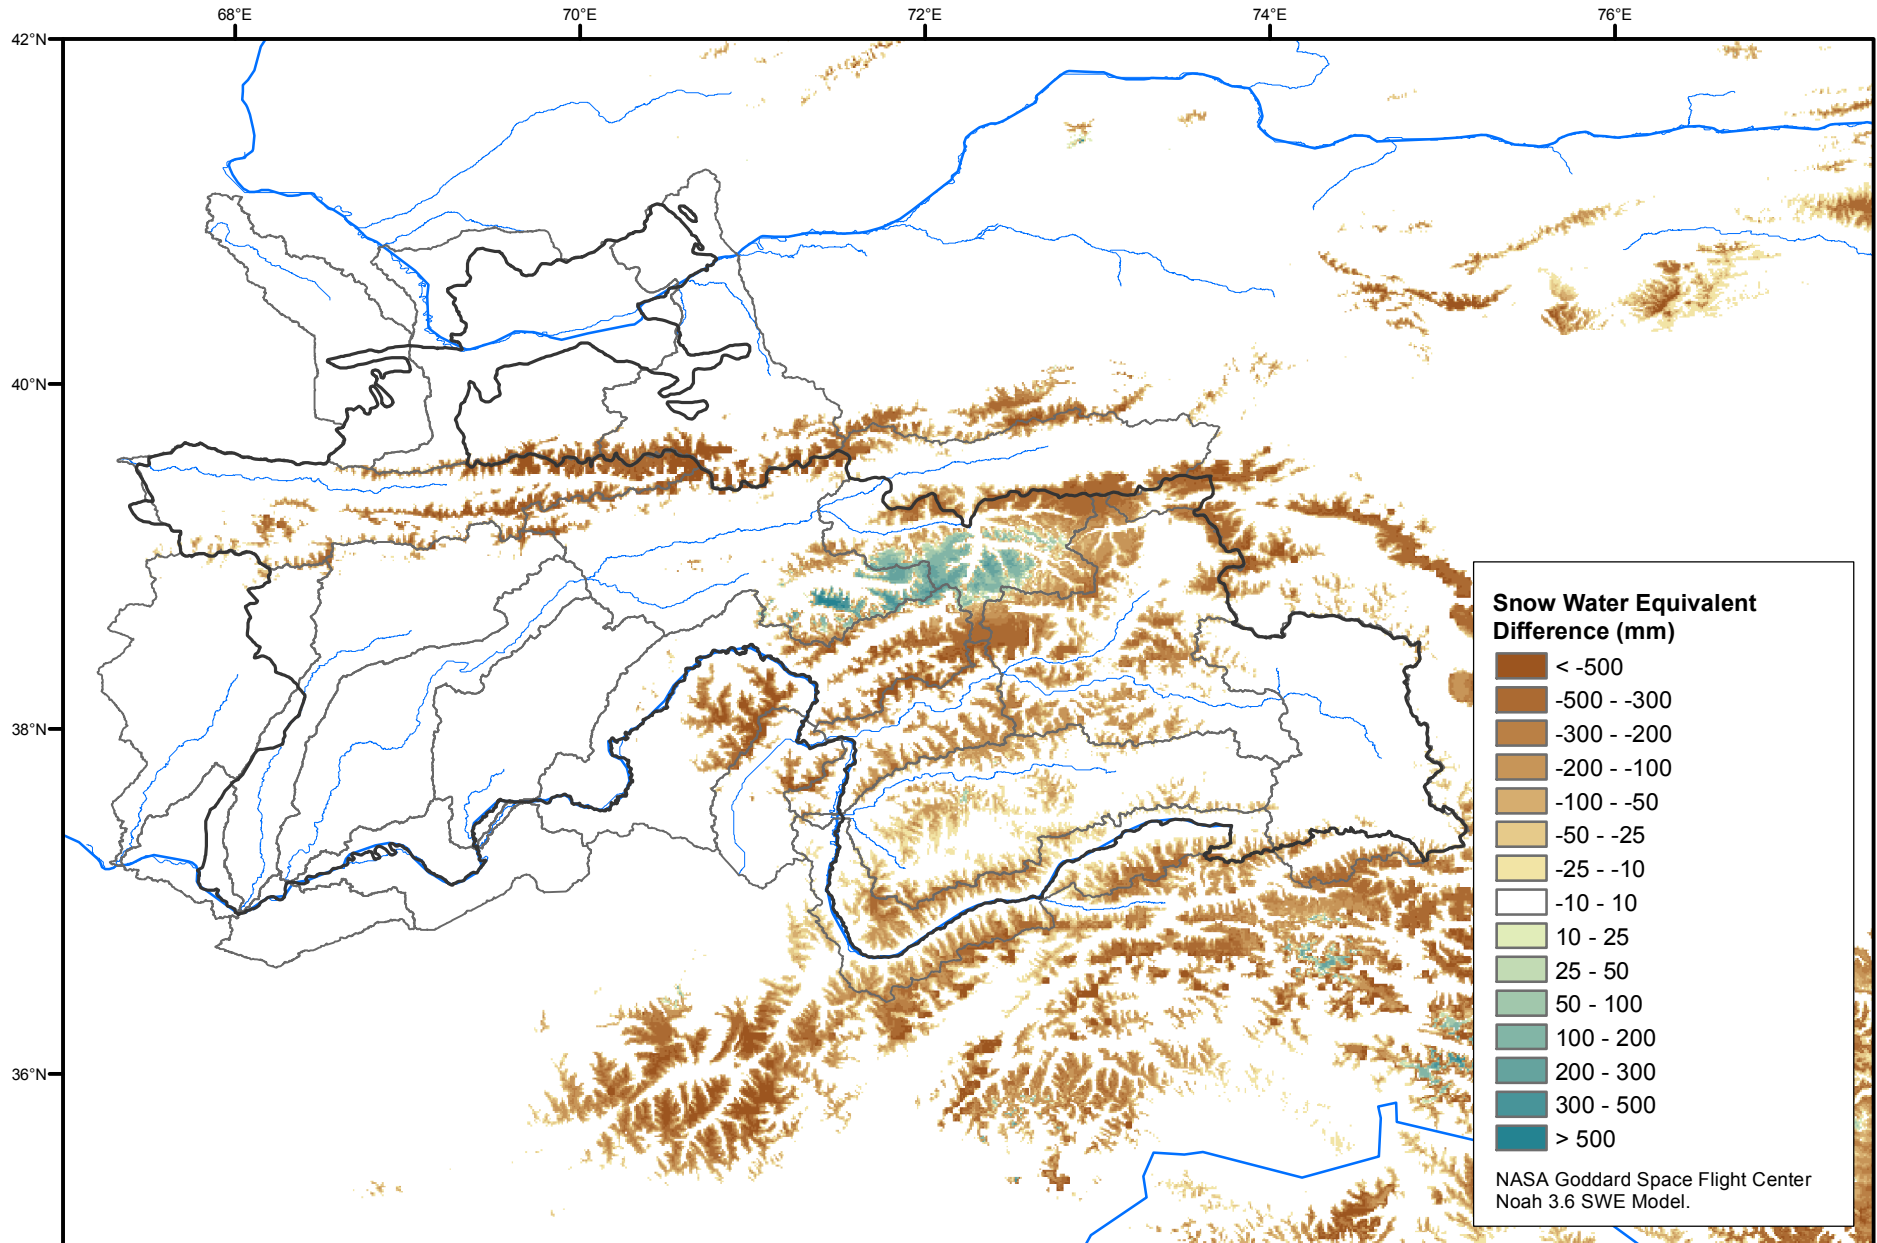 68°E
70°E
72°E
74°E
76°E
42°N
40°N
38°N
36°N
Snow Water Equivalent
Difference (mm)
< -500
-500 - -300
-300 - -200
-200 - -100
-100 - -50
-50 - -25
-25 - -10
-10 - 10
10 - 25
25 - 50
50 - 100
100 - 200
200 - 300
300 - 500
> 500
NASA Goddard Space Flight Center
Noah 3.6 SWE Model.